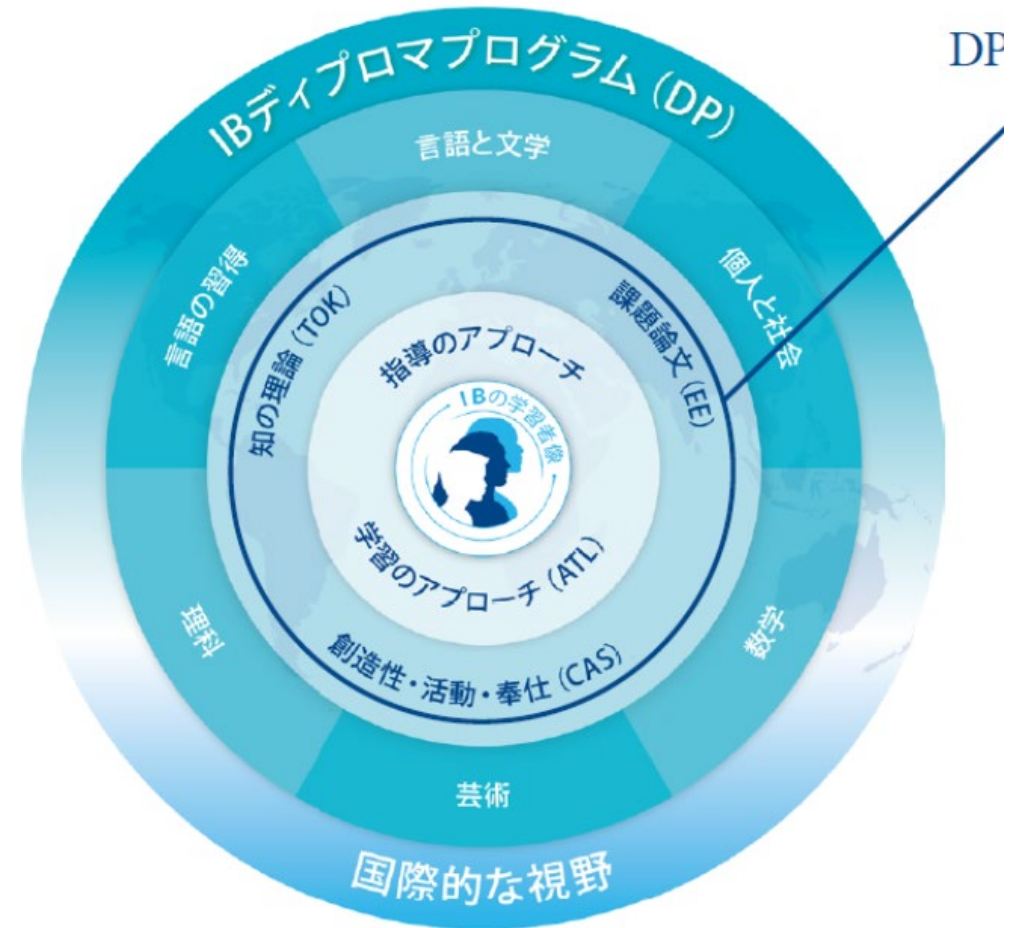 DP
IBディプロマプログラム (DP)
言語と文学
言語の習得
個人と社会
知の理論 (TOK)
課題論文 (EE)
指導のアプローチ
IBの学習者像
学習のアプローチ (ATL)
創造性・活動・奉仕 (CAS)
理科
数学
芸術
国際的な視野